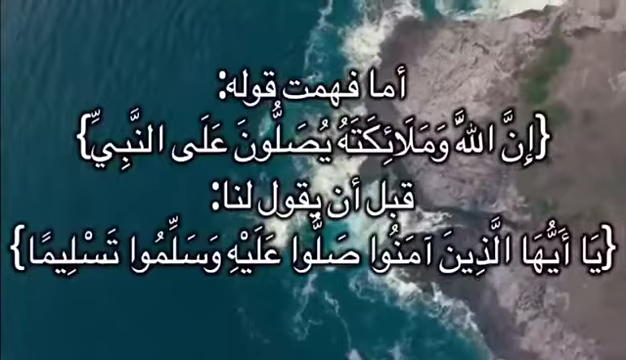 أما فهمت قوله:
{إِنَّ اللَّهَ وَمَلَائِكَتَهُ يُصَلُّونَ عَلَى النَّبِيِّ}
قبل أن يقول لنا:
{يَا أَيُّهَا الَّذِينَ آمَنُوا صَلُّوا عَلَيْهِ وَسَلِّمُوا تَسْلِيمًا}